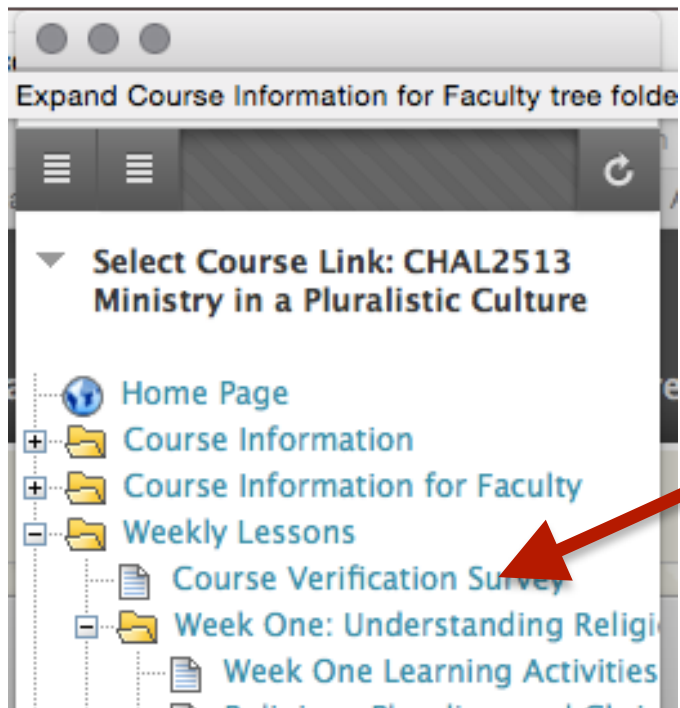 Expand Course Information for Faculty tree folde
Select Course Link: CHAL2513
Ministry in a Pluralistic Culture
Home Page
Course Information
Course Information for Faculty
Weekly Lessons
Course Verification Survey
Week One: Understanding Religi
Week One Learning Activities